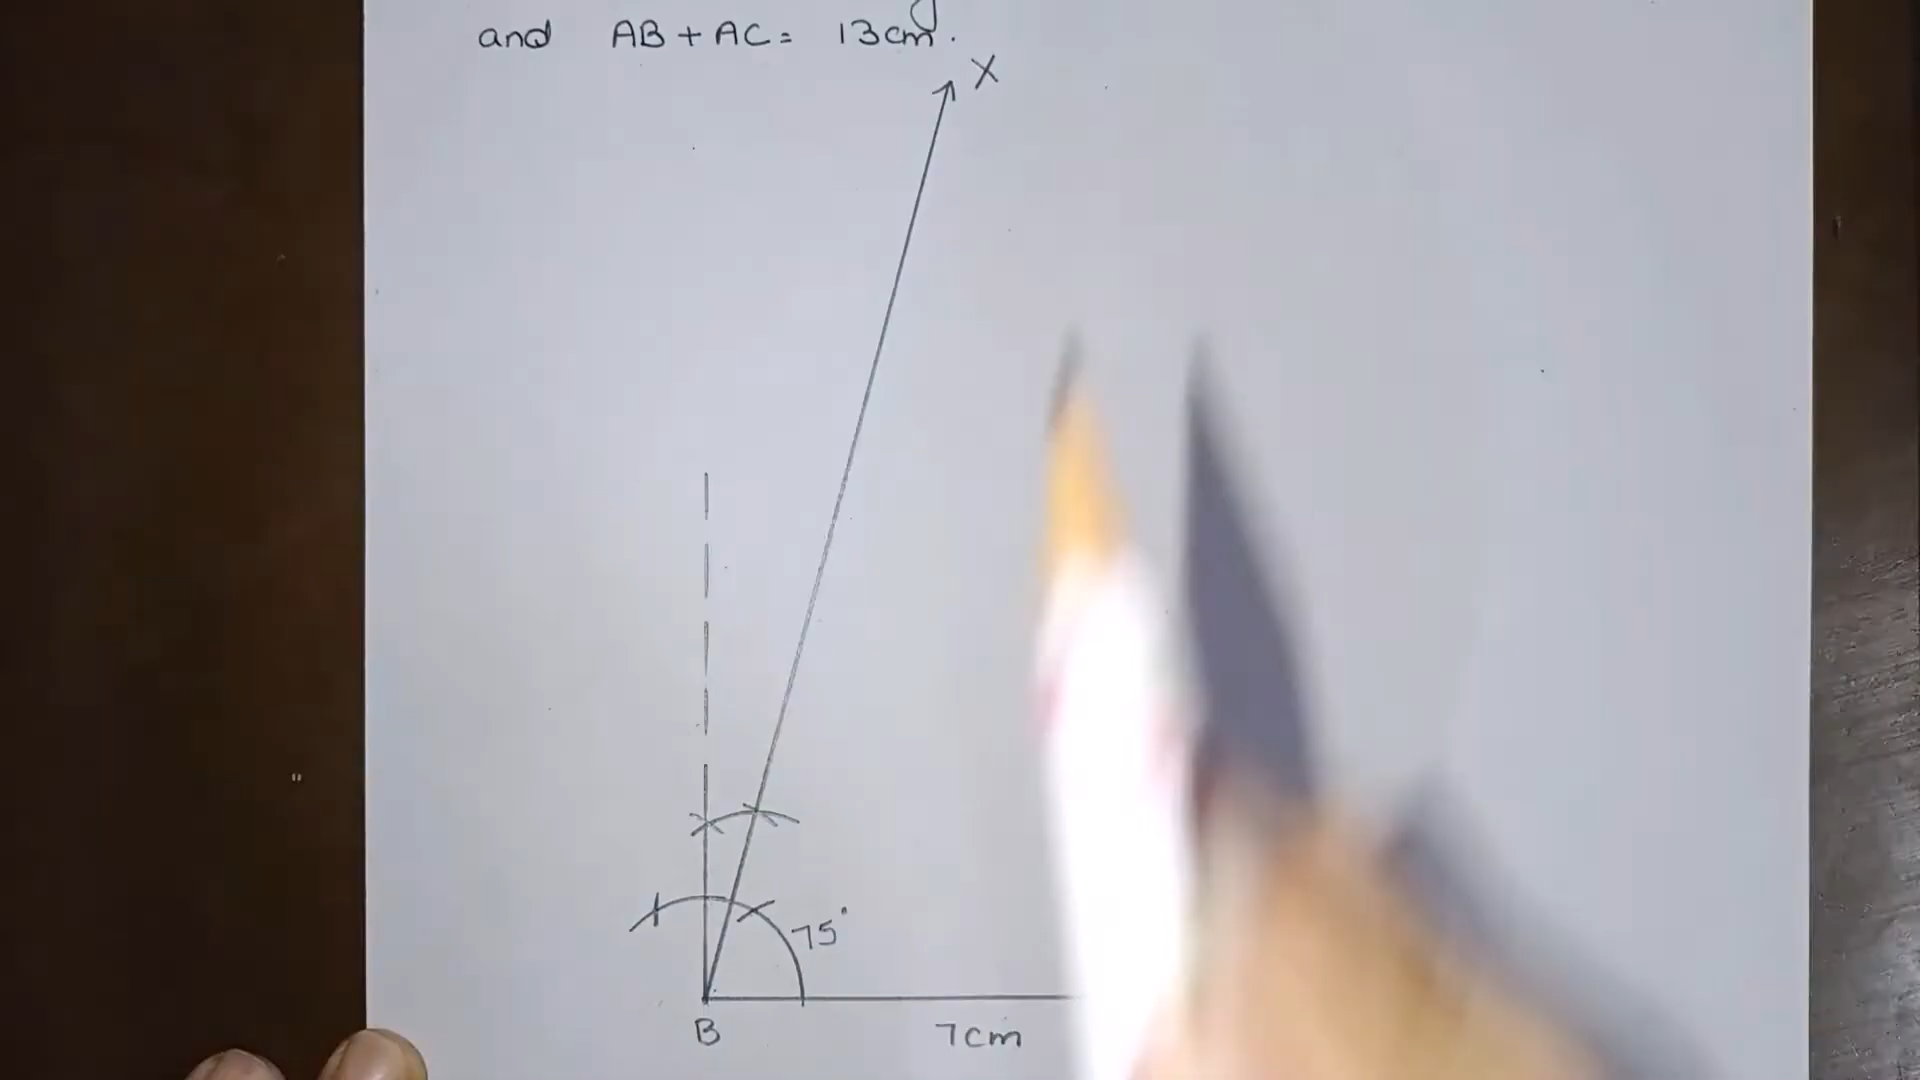 and AB + AC = 13cm.
X
75°
B
7cm